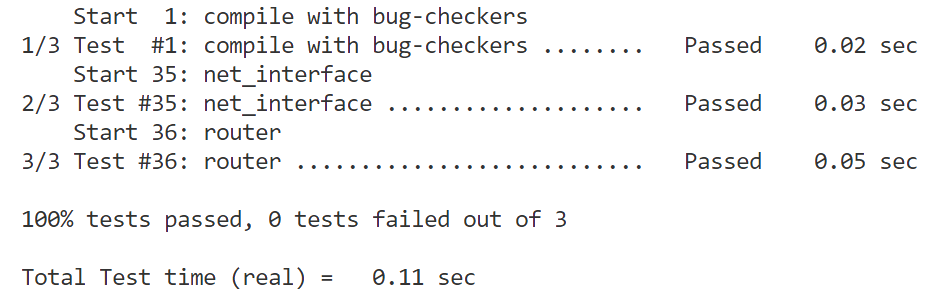 Start  1: compile with bug-checkers
1/3 Test  #1: compile with bug-checkers ........   Passed    0.02 sec
    Start 35: net_interface
2/3 Test #35: net_interface ....................   Passed    0.03 sec
    Start 36: router
3/3 Test #36: router ...........................   Passed    0.05 sec

100% tests passed, 0 tests failed out of 3

Total Test time (real) =   0.11 sec